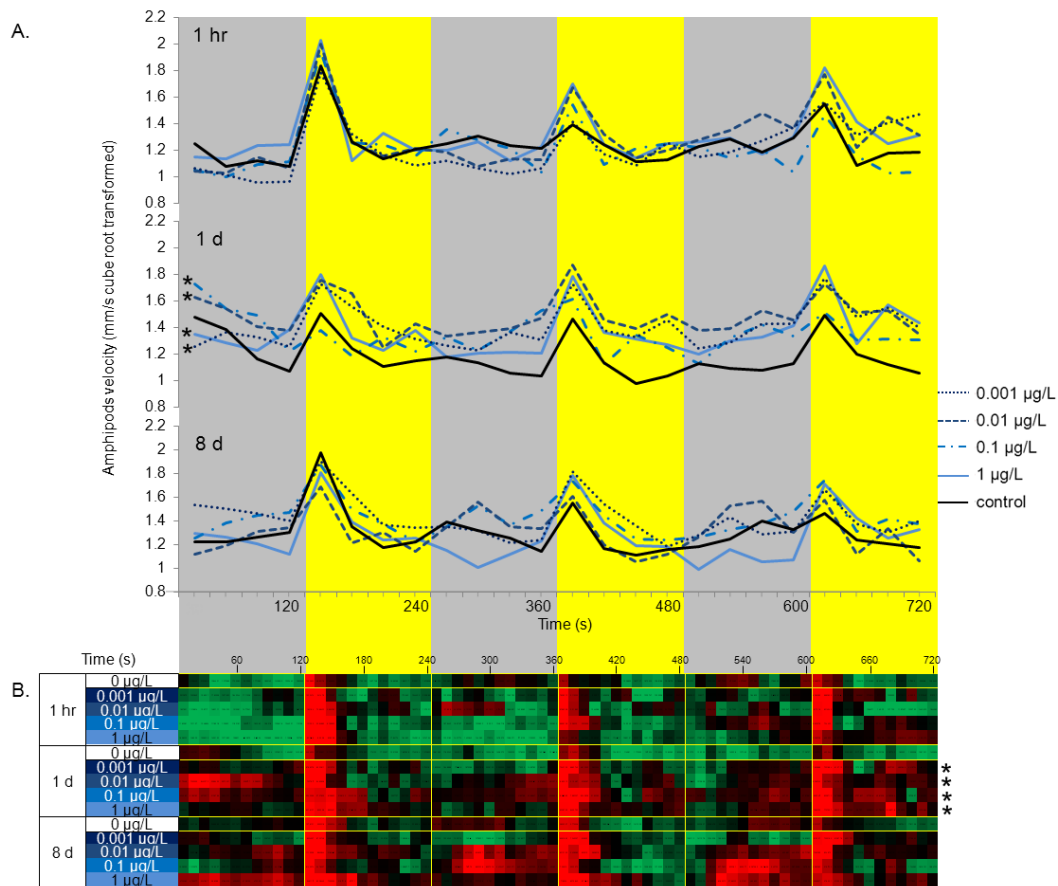 A.
Amphipods velocity (mm/s cube root transformed)
2.2
2
1.8
1.6
1.4
1.2
1
0.8
1 hr
2.2
2
1.8
1.6
1.4
1.2
1
0.8
1 d
*
*
*
*
2.2
2
1.8
1.6
1.4
1.2
1
0.8
8 d
120 240 360 480 600 720
Time (s)
0.001 µg/L
0.01 µg/L
0.1 µg/L
1 µg/L
control
B.
Time (s) 60 120 180 240 300 360 420 480 540 600 660 720
1 hr
0 µg/L
0.001 µg/L
0.01 µg/L
0.1 µg/L
1 µg/L
1 d
0 µg/L
0.001 µg/L *
0.01 µg/L *
0.1 µg/L *
1 µg/L *
8 d
0 µg/L
0.001 µg/L
0.01 µg/L
0.1 µg/L
1 µg/L